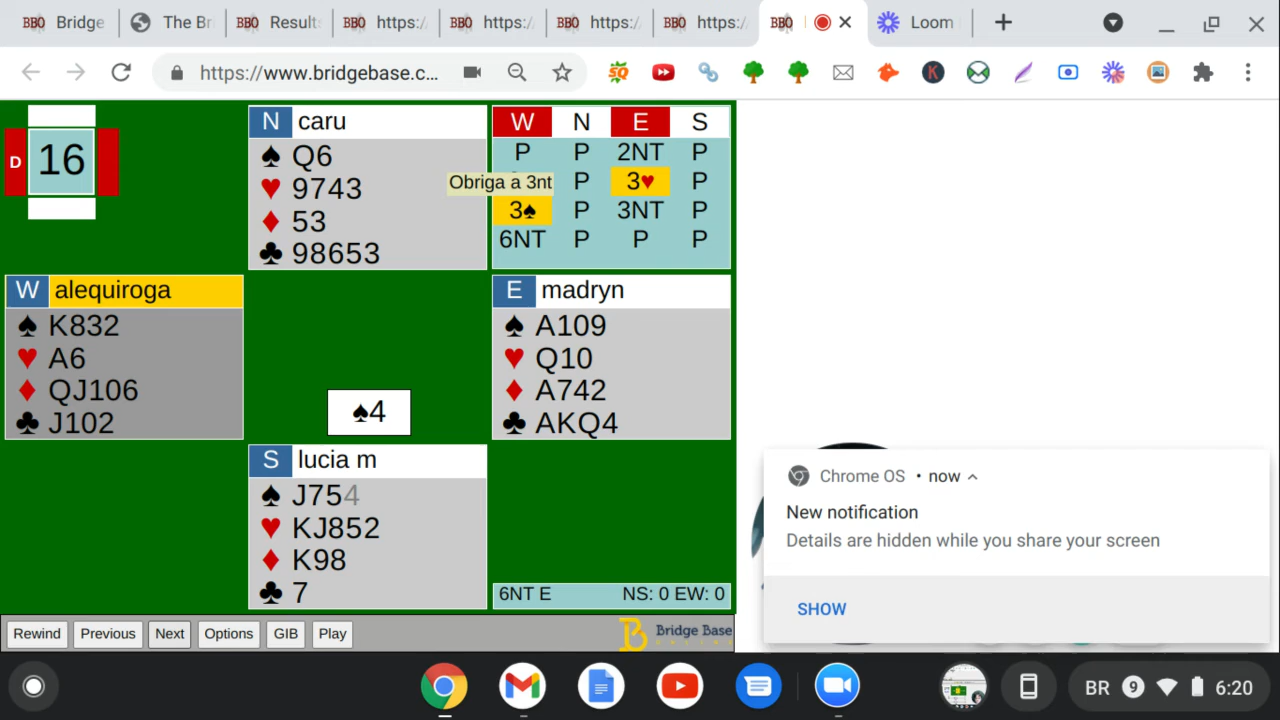 BBO Bridge
The Br
BBO Results
BBO https:/
BBO https:/
BBO https:/
BBO https:/
BBO
Loom
https://www.bridgebase.c...
SQ
K
D 16
N caru
♠ Q6
♥ 9743
♦ 53
♣ 98653
W N E S
P P 2NT P
Obriga a 3nt P 3♥ P
3♠ P 3NT P
6NT P P P
W alequiroga
♠ K832
♥ A6
♦ QJ106
♣ J102
E madryn
♠ A109
♥ Q10
♦ A742
♣ AKQ4
♠4
S lucia m
♠ J754
♥ KJ852
♦ K98
♣ 7
6NT E NS: 0 EW: 0
Rewind Previous Next Options GIB Play
Bridge Base
Chrome OS • now
New notification
Details are hidden while you share your screen
SHOW
BR 9 6:20